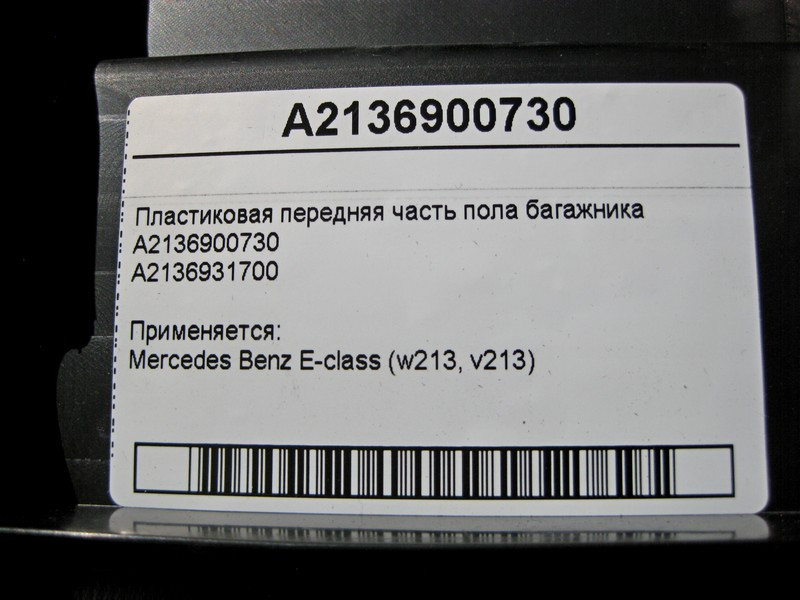 A2136900730
Пластиковая передняя часть пола багажника
A2136900730
A2136931700
Применяется:
Mercedes Benz E-class (w213, v213)